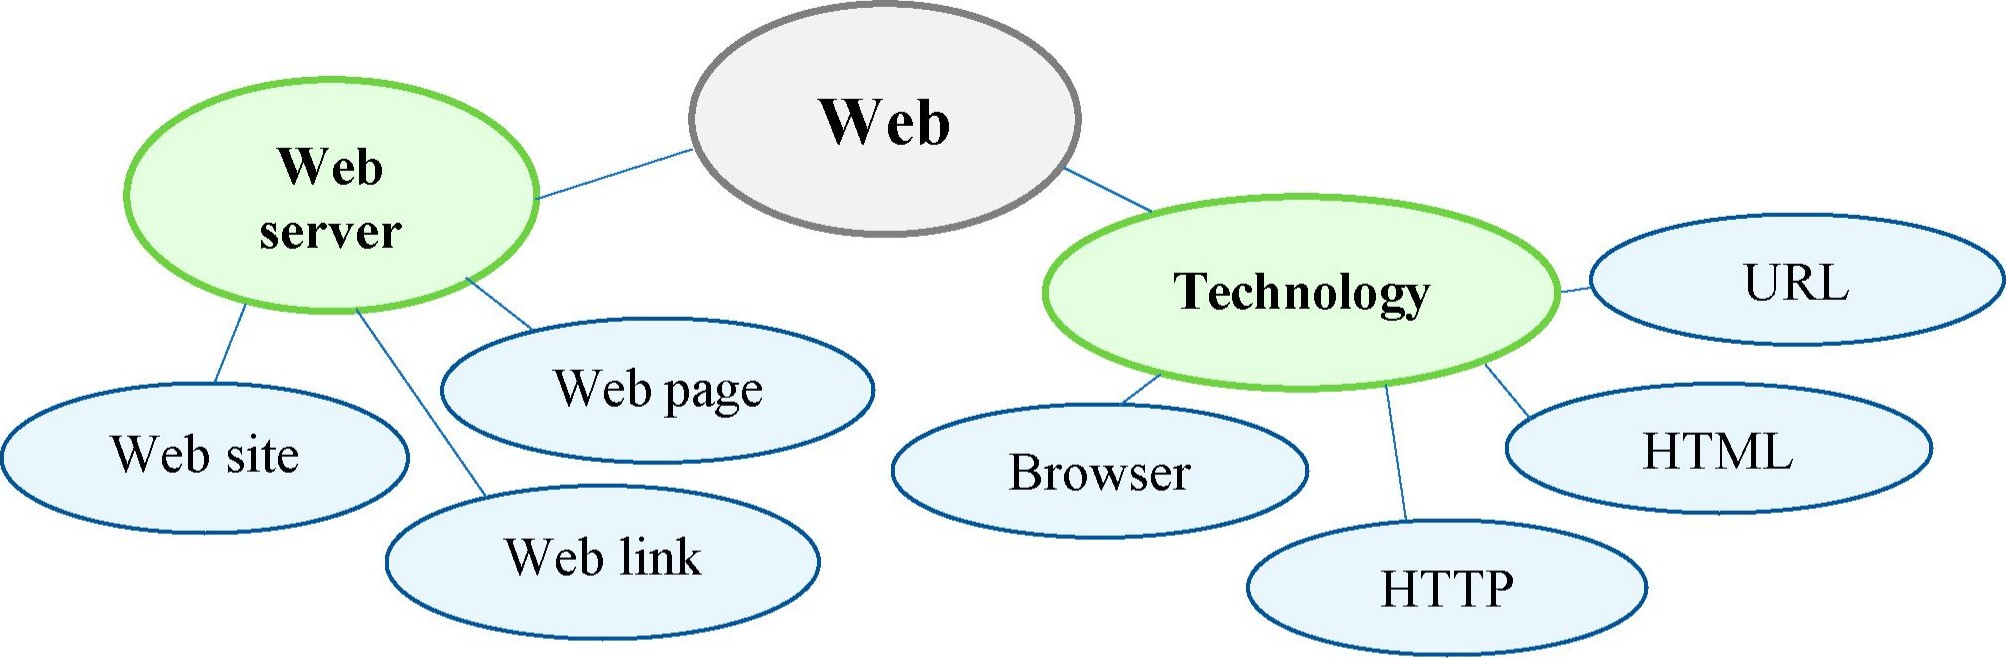 Web
Web
server
Technology
URL
Web page
Web site
Browser
HTML
Web link
HTTP